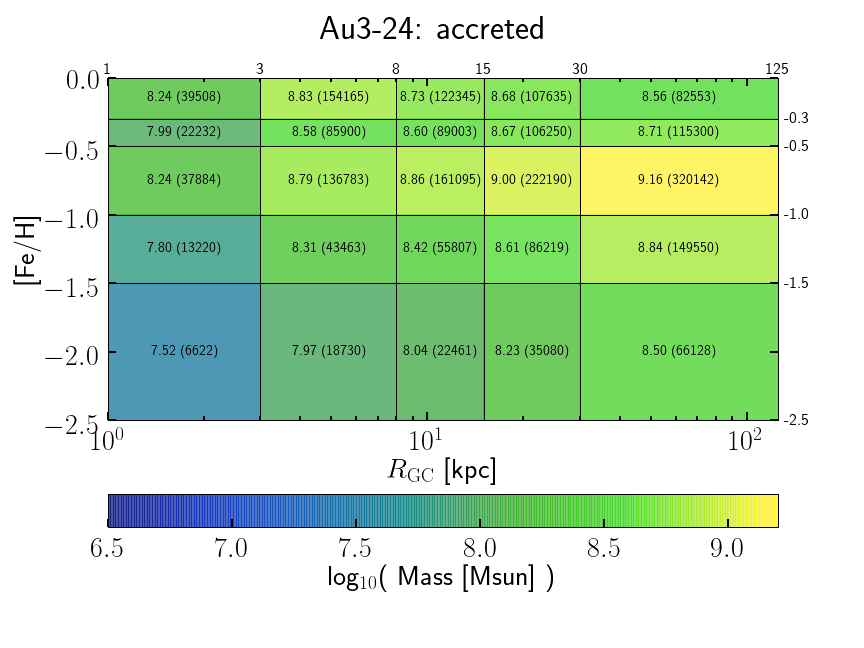 Au3-24: accreted
1 3 8 15 30 125
0.0
8.24 (39508) 8.83 (154165) 8.73 (122345) 8.68 (107635) 8.56 (82553)
-0.3
7.99 (22232) 8.58 (85900) 8.60 (89003) 8.67 (106250) 8.71 (115300)
−0.5 -0.5
8.24 (37884) 8.79 (136783) 8.86 (161095) 9.00 (222190) 9.16 (320142)
−1.0 -1.0
[Fe/H]
7.80 (13220) 8.31 (43463) 8.42 (55807) 8.61 (86219) 8.84 (149550)
−1.5 -1.5
−2.0
7.52 (6622) 7.97 (18730) 8.04 (22461) 8.23 (35080) 8.50 (66128)
−2.5 -2.5
10⁰ 10¹ 10²
R_GC [kpc]
6.5 7.0 7.5 8.0 8.5 9.0
log₁₀( Mass [Msun] )